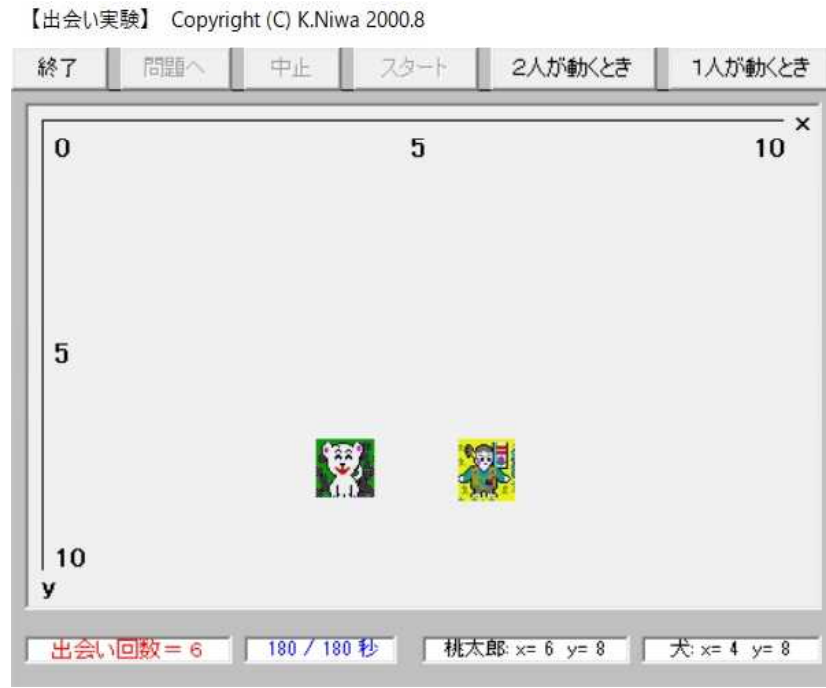 【出会い実験】 Copyright (C) K.Niwa 2000.8
終了 問題へ 中止 スタート 2人が動くとき 1人が動くとき
x
0 5 10
5
10
y
出会い回数= 6 180 / 180 秒 桃太郎: x= 6 y= 8 犬: x= 4 y= 8